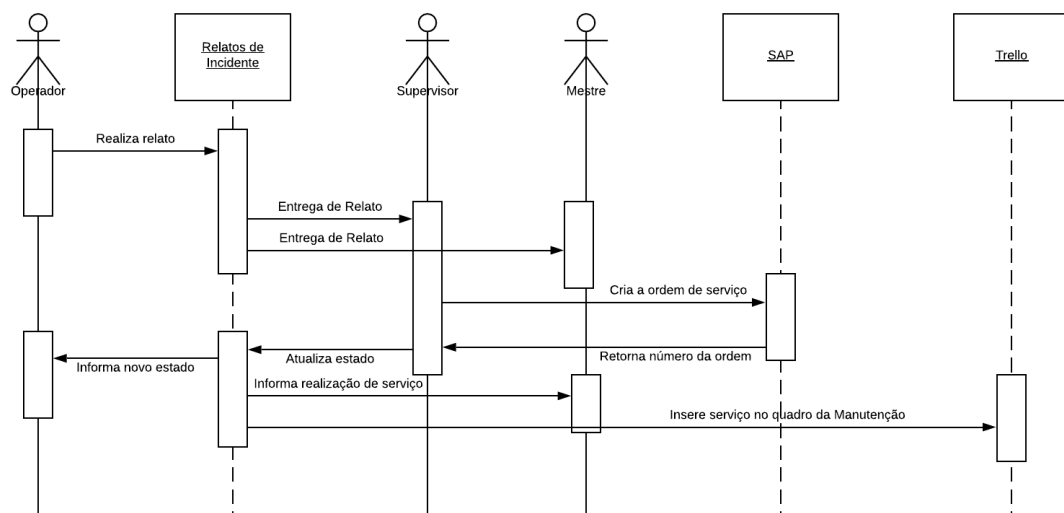 Operador
Relatos de
Incidente
Supervisor
Mestre
SAP
Trello
Realiza relato
Entrega de Relato
Entrega de Relato
Cria a ordem de serviço
Retorna número da ordem
Atualiza estado
Informa novo estado
Informa realização de serviço
Insere serviço no quadro da Manutenção